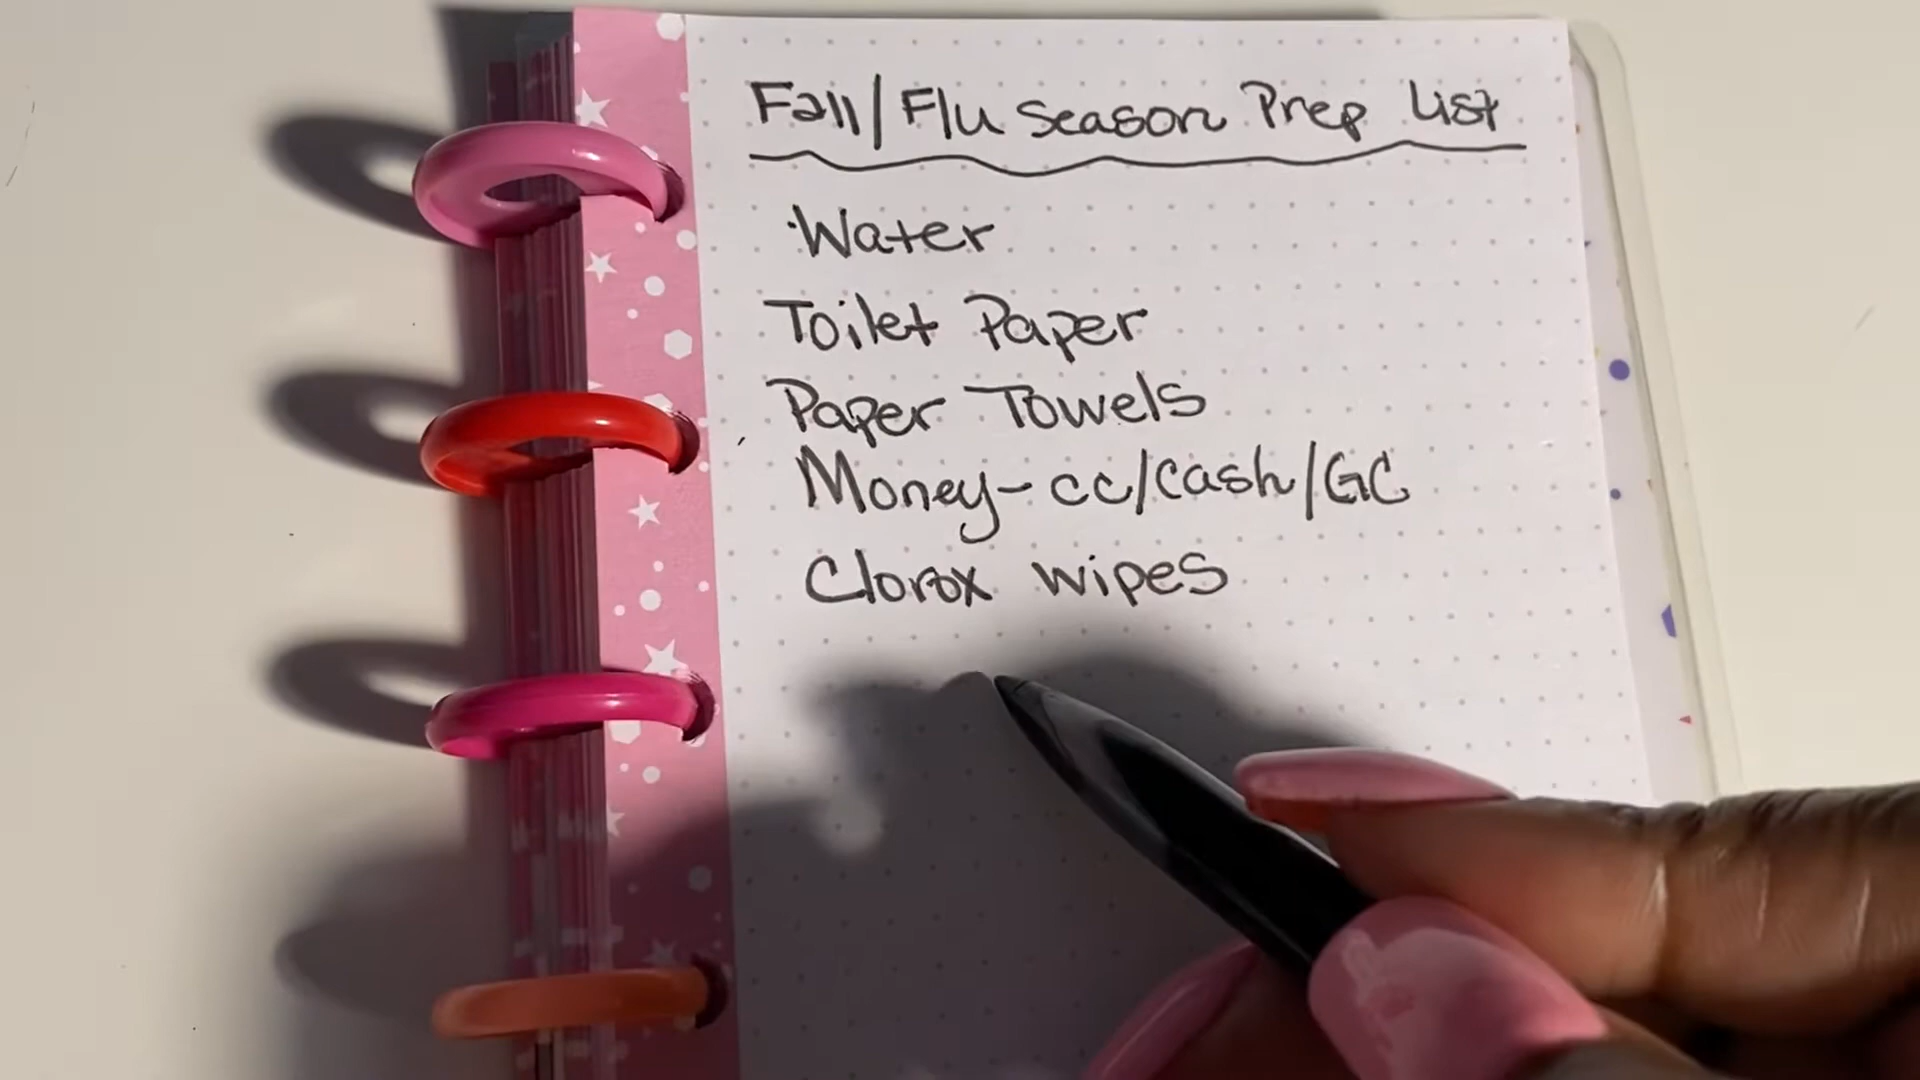 Fall/Flu Season Prep List
Water
Toilet Paper
Paper Towels
Money-cc/cash/GC
Clorox wipes